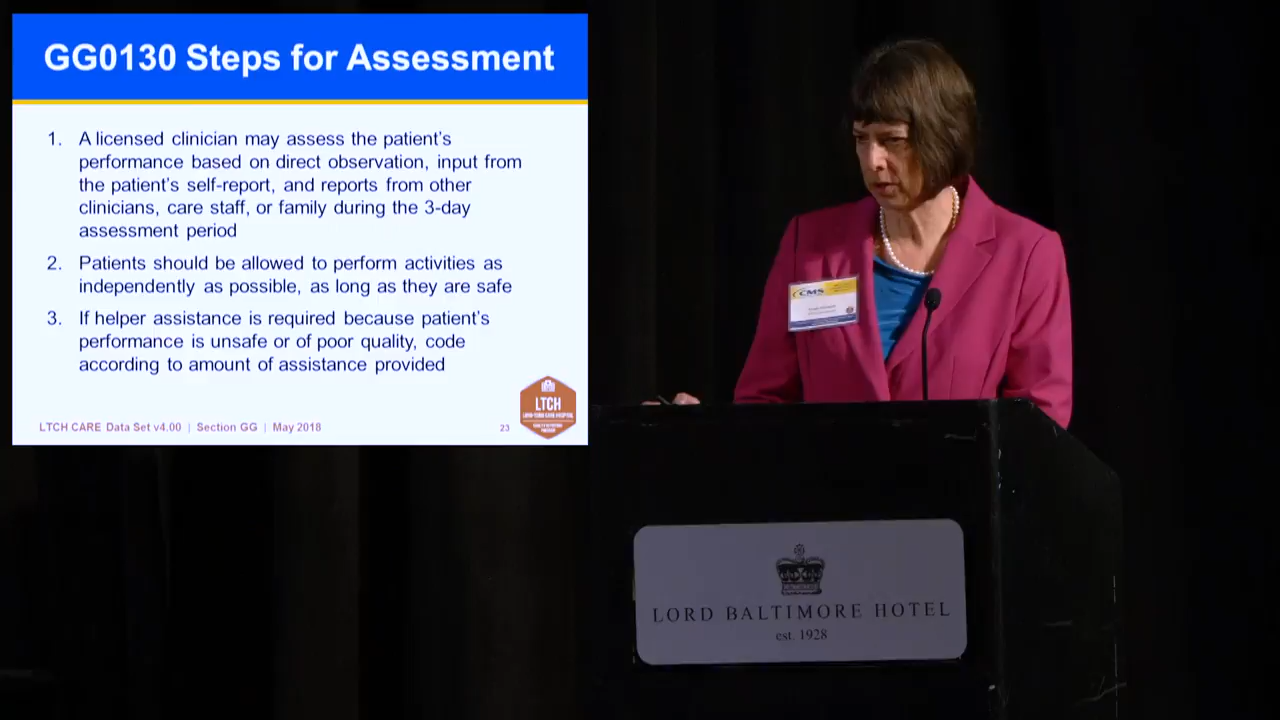 GG0130 Steps for Assessment
1. A licensed clinician may assess the patient's
performance based on direct observation, input from
the patient's self-report, and reports from other
clinicians, care staff, or family during the 3-day
assessment period
2. Patients should be allowed to perform activities as
independently as possible, as long as they are safe
3. If helper assistance is required because patient's
performance is unsafe or of poor quality, code
according to amount of assistance provided
LTCH
LONG-TERM CARE HOSPITAL
LTCH CARE Data Set v4.00 | Section GG | May 2018
23
CMS
LORD BALTIMORE HOTEL
est. 1928